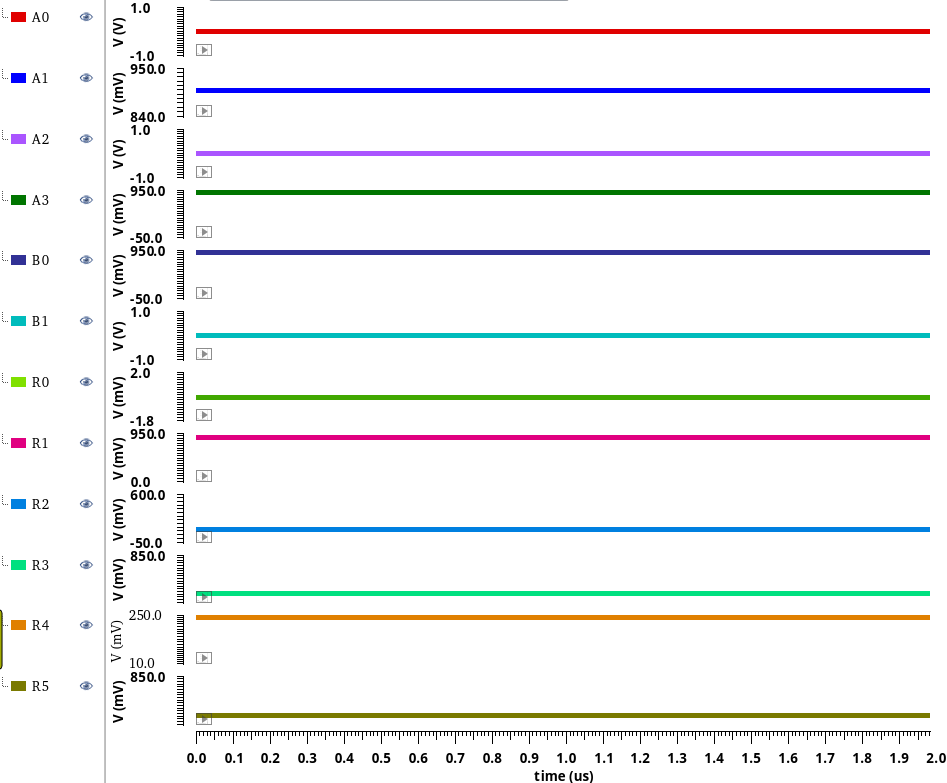 A0 V (V) 1.0 -1.0
A1 V (mV) 950.0 840.0
A2 V (V) 1.0 -1.0
A3 V (mV) 950.0 -50.0
B0 V (mV) 950.0 -50.0
B1 V (V) 1.0 -1.0
R0 V (mV) 2.0 -1.8
R1 V (mV) 950.0 0.0
R2 V (mV) 600.0 -50.0
R3 V (mV) 850.0
R4 V (mV) 250.0 10.0
R5 V (mV) 850.0
0.0 0.1 0.2 0.3 0.4 0.5 0.6 0.7 0.8 0.9 1.0 1.1 1.2 1.3 1.4 1.5 1.6 1.7 1.8 1.9 2.0
time (us)